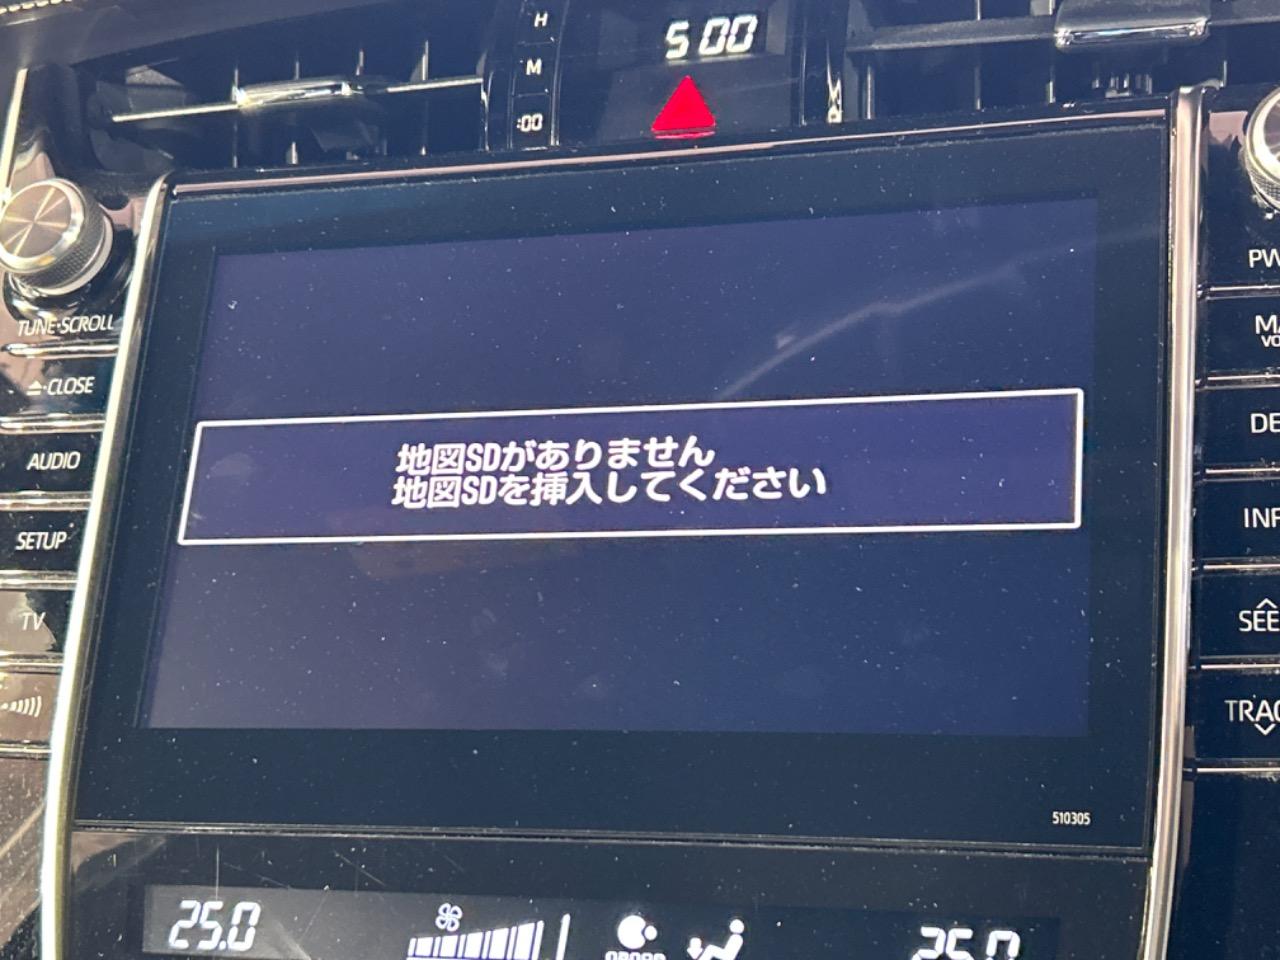 H
5 00
M
:00
TUNE•SCROLL
⏏•CLOSE
AUDIO
SETUP
TV
地図SDがありません
地図SDを挿入してください
510305
25.0